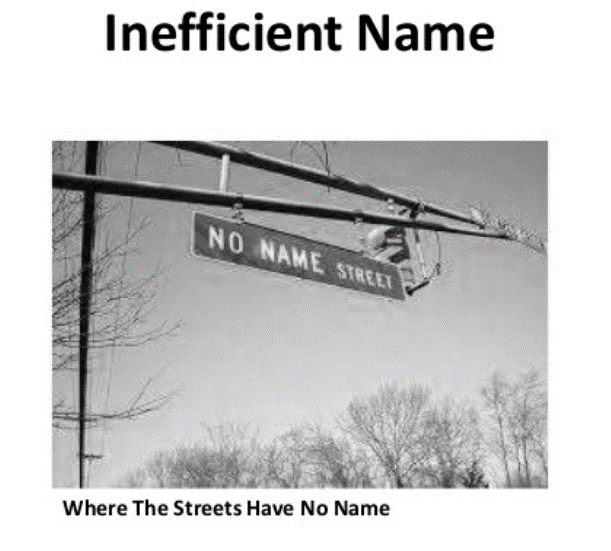 Inefficient Name
NO NAME STREET
Where The Streets Have No Name